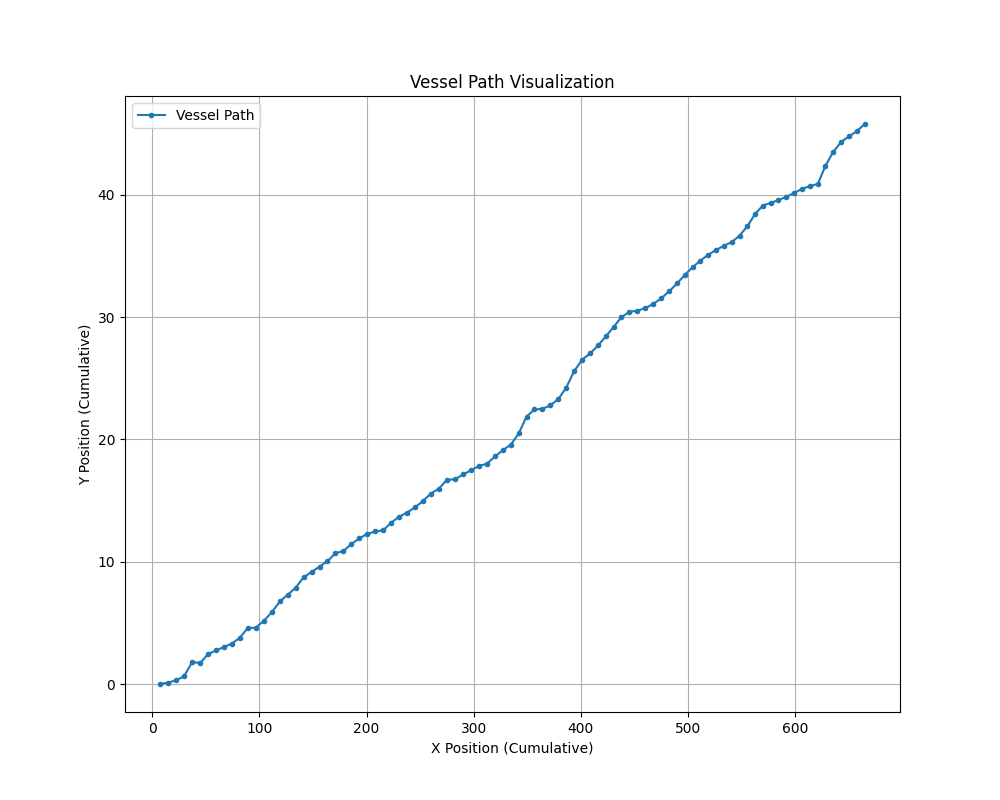 Vessel Path Visualization
Vessel Path
Y Position (Cumulative)
40
30
20
10
0
0 100 200 300 400 500 600
X Position (Cumulative)